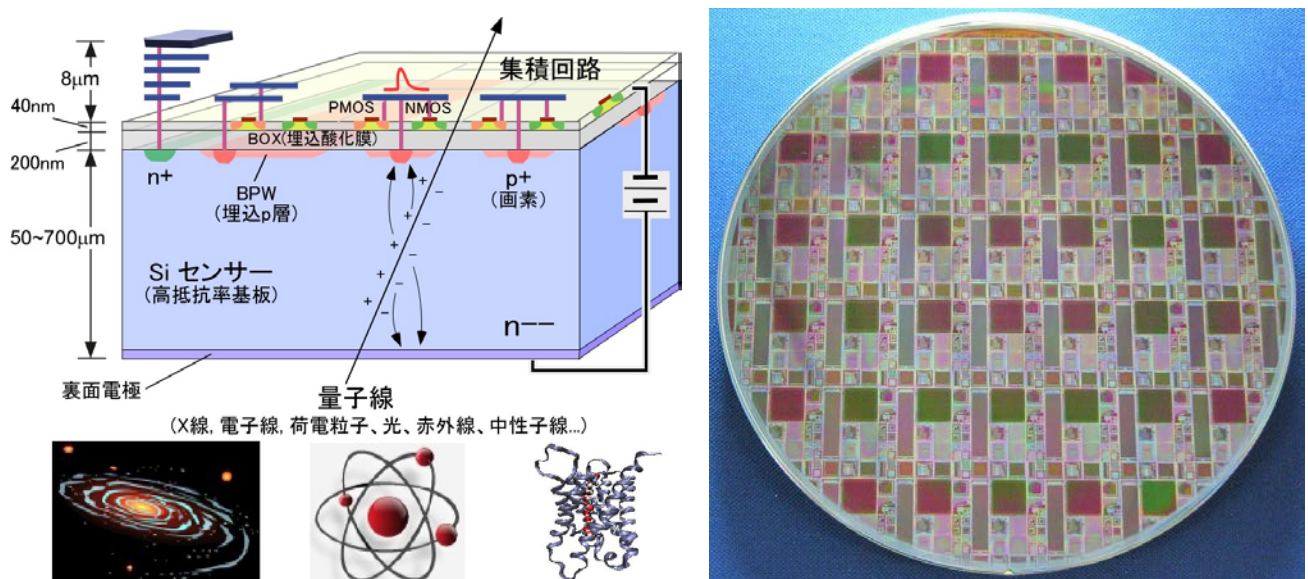 8μm
40nm
200nm
50~700μm
集積回路
PMOS
NMOS
BOX(埋込酸化膜)
n+
BPW
(埋込p層)
p+
(画素)
Si センサー
(高抵抗率基板)
n−−
裏面電極
量子線
(X線, 電子線, 荷電粒子、光、赤外線、中性子線...)
+
−
+
−
+
−
+
−
+
−
+
−